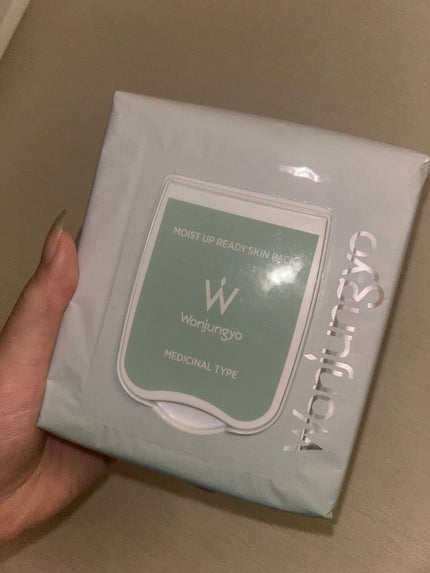 MOIST UP READY SKIN PACK
W
Wonjungyo
MEDICINAL TYPE
Wonjungyo